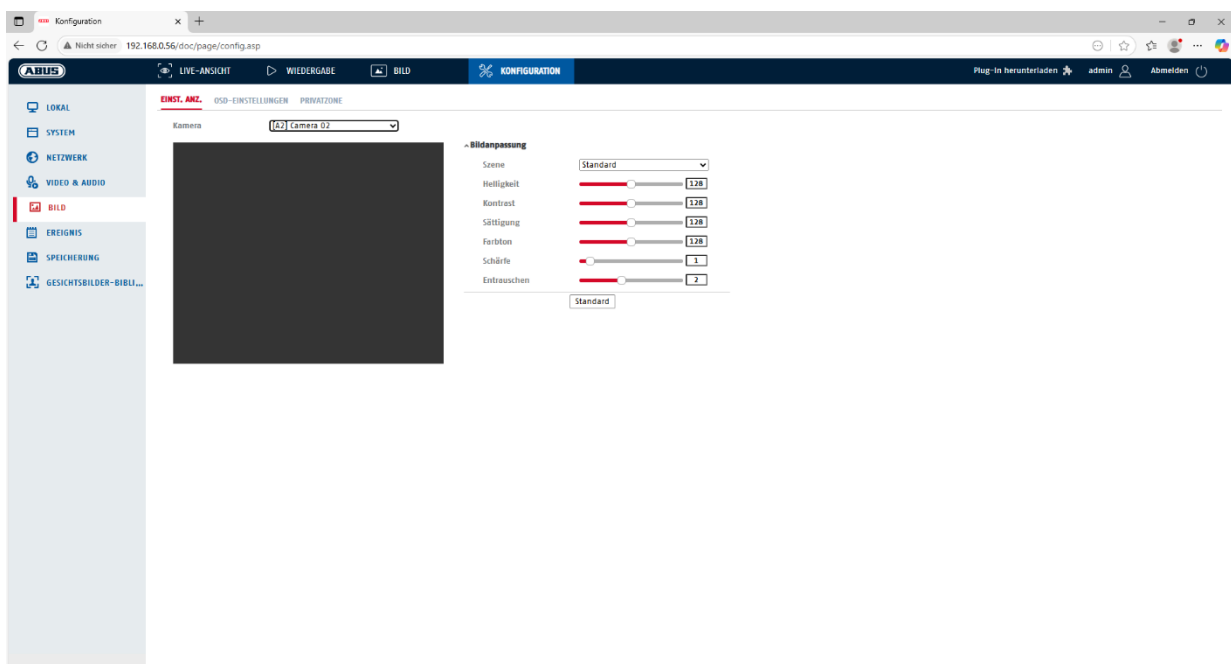 Konfiguration
Nicht sicher 192.168.0.56/doc/page/config.asp
ABUS LIVE-ANSICHT WIEDERGABE BILD KONFIGURATION Plug-In herunterladen admin Abmelden
LOKAL
SYSTEM
NETZWERK
VIDEO & AUDIO
BILD
EREIGNIS
SPEICHERUNG
GESICHTSBILDER-BIBLI...
EINST. ANZ. OSD-EINSTELLUNGEN PRIVATZONE
Kamera [A2] Camera 02
Bildanpassung
Szene Standard
Helligkeit 128
Kontrast 128
Sättigung 128
Farbton 128
Schärfe 1
Entrauschen 2
Standard